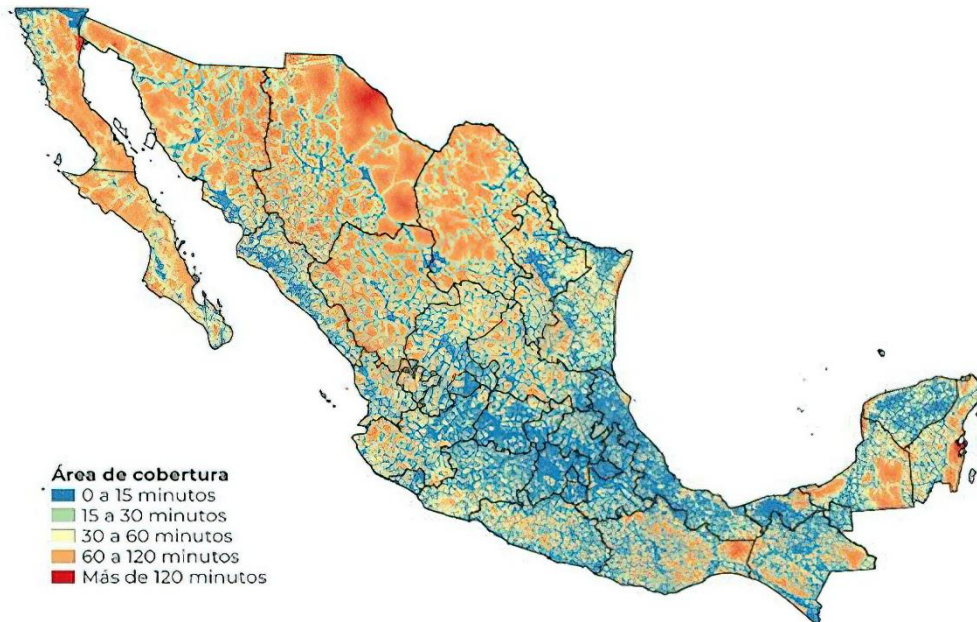 Área de cobertura
0 a 15 minutos
15 a 30 minutos
30 a 60 minutos
60 a 120 minutos
Más de 120 minutos